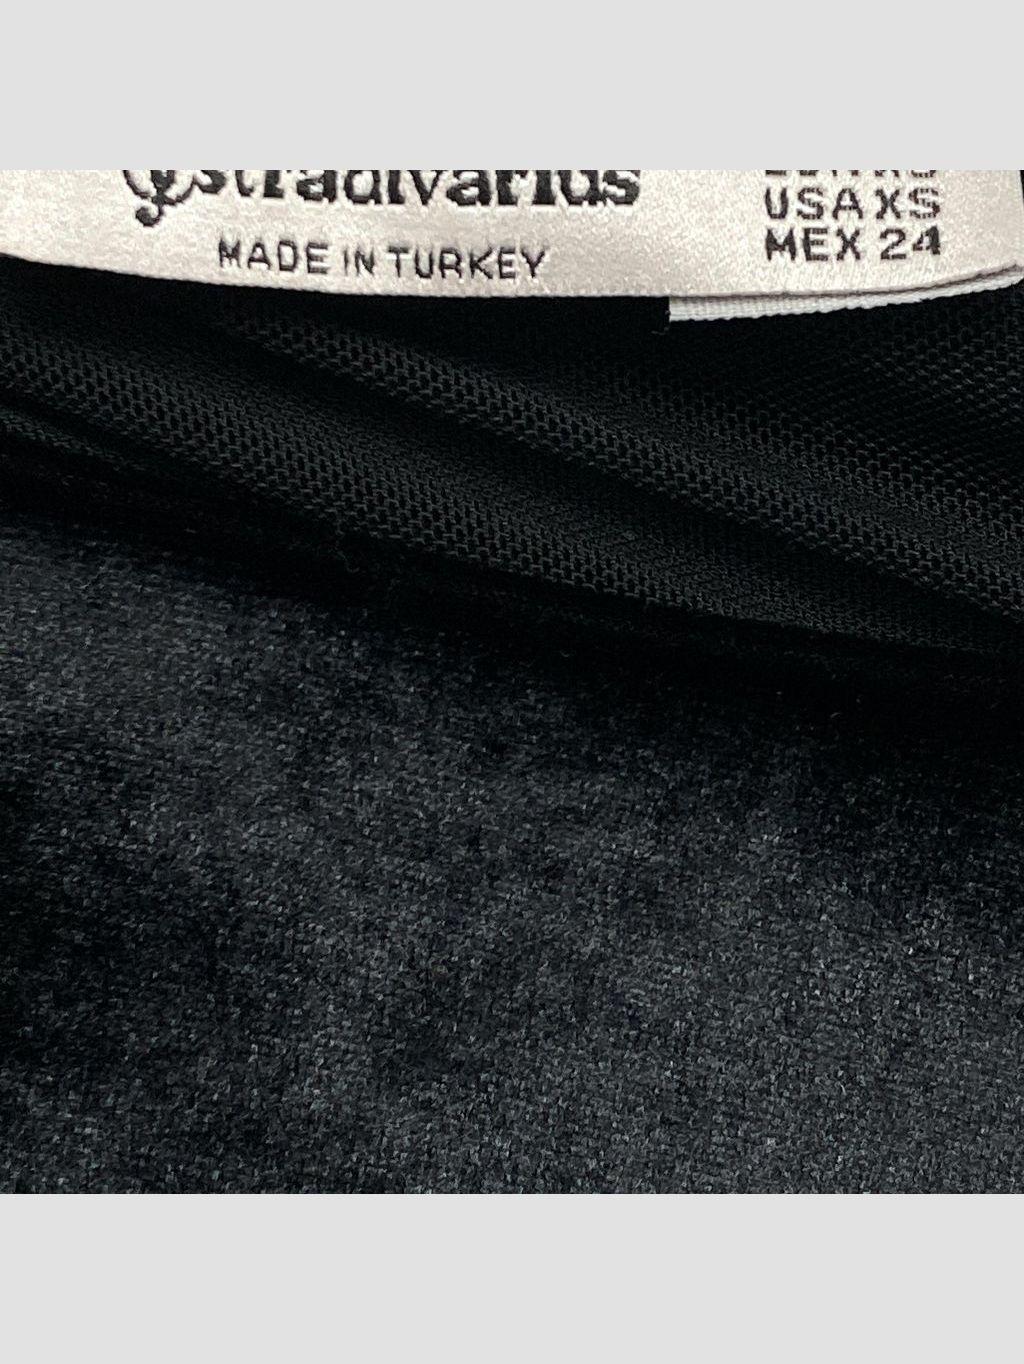 stradivarius
MADE IN TURKEY
USA XS
MEX 24